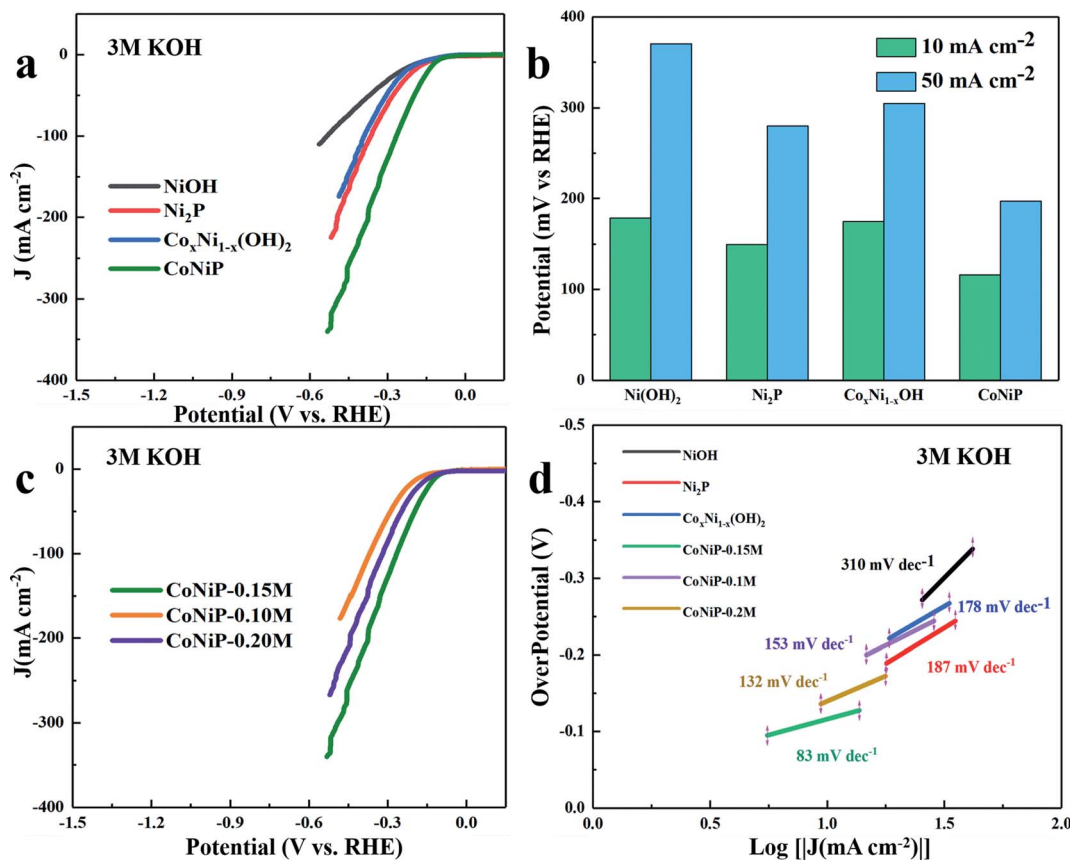 a
3M KOH
NiOH
Ni₂P
CoₓNi₁₋ₓ(OH)₂
CoNiP
0
-100
-200
-300
-400
J (mA cm⁻²)
-1.5 -1.2 -0.9 -0.6 -0.3 0.0
Potential (V vs. RHE)
b
10 mA cm⁻²
50 mA cm⁻²
400
300
200
100
0
Potential (mV vs RHE)
Ni(OH)₂ Ni₂P CoₓNi₁₋ₓOH CoNiP
c
3M KOH
CoNiP-0.15M
CoNiP-0.10M
CoNiP-0.20M
0
-100
-200
-300
-400
J(mA cm⁻²)
-1.5 -1.2 -0.9 -0.6 -0.3 0.0
Potential (V vs. RHE)
d
3M KOH
NiOH
Ni₂P
CoₓNi₁₋ₓ(OH)₂
CoNiP-0.15M
CoNiP-0.1M
CoNiP-0.2M
310 mV dec⁻¹
178 mV dec⁻¹
153 mV dec⁻¹
187 mV dec⁻¹
132 mV dec⁻¹
83 mV dec⁻¹
-0.5
-0.4
-0.3
-0.2
-0.1
0.0
OverPotential (V)
0.0 0.5 1.0 1.5 2.0
Log [|J(mA cm⁻²)|]